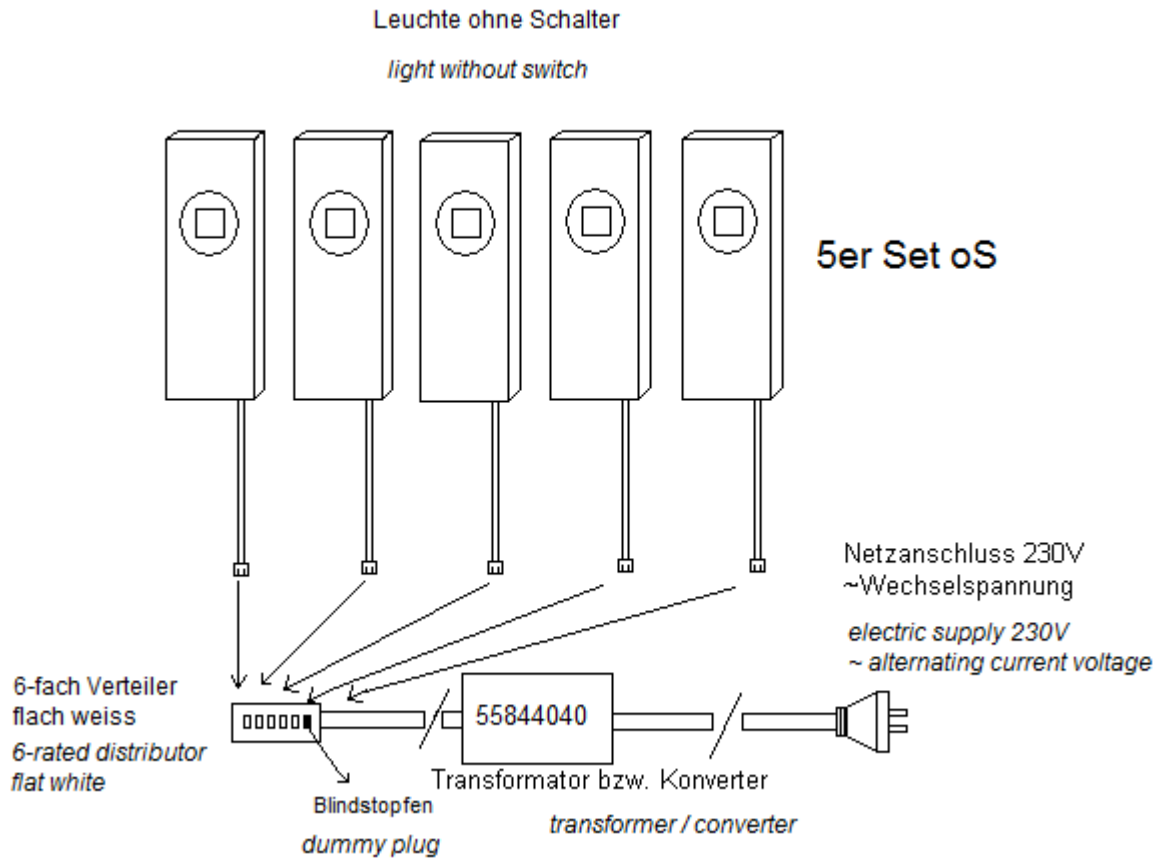 Leuchte ohne Schalter
light without switch
5er Set oS
Netzanschluss 230V
~Wechselspannung
electric supply 230V
~ alternating current voltage
6-fach Verteiler
flach weiss
6-rated distributor
flat white
55844040
Transformator bzw. Konverter
transformer / converter
Blindstopfen
dummy plug